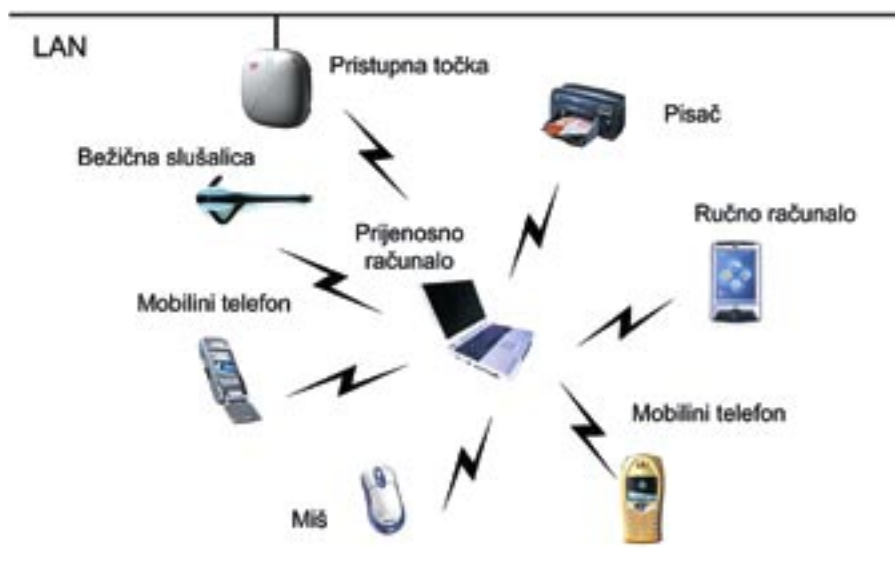 LAN
Pristupna točka
Pisač
Bežična slušalica
Ručno računalo
Prijenosno
računalo
Mobilini telefon
Mobilini telefon
Miš